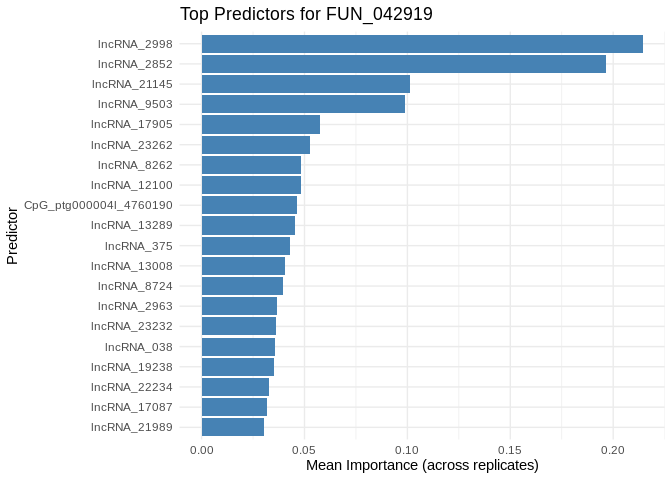 Top Predictors for FUN_042919
Predictor
lncRNA_2998
lncRNA_2852
lncRNA_21145
lncRNA_9503
lncRNA_17905
lncRNA_23262
lncRNA_8262
lncRNA_12100
CpG_ptg000004l_4760190
lncRNA_13289
lncRNA_375
lncRNA_13008
lncRNA_8724
lncRNA_2963
lncRNA_23232
lncRNA_038
lncRNA_19238
lncRNA_22234
lncRNA_17087
lncRNA_21989
0.00 0.05 0.10 0.15 0.20
Mean Importance (across replicates)